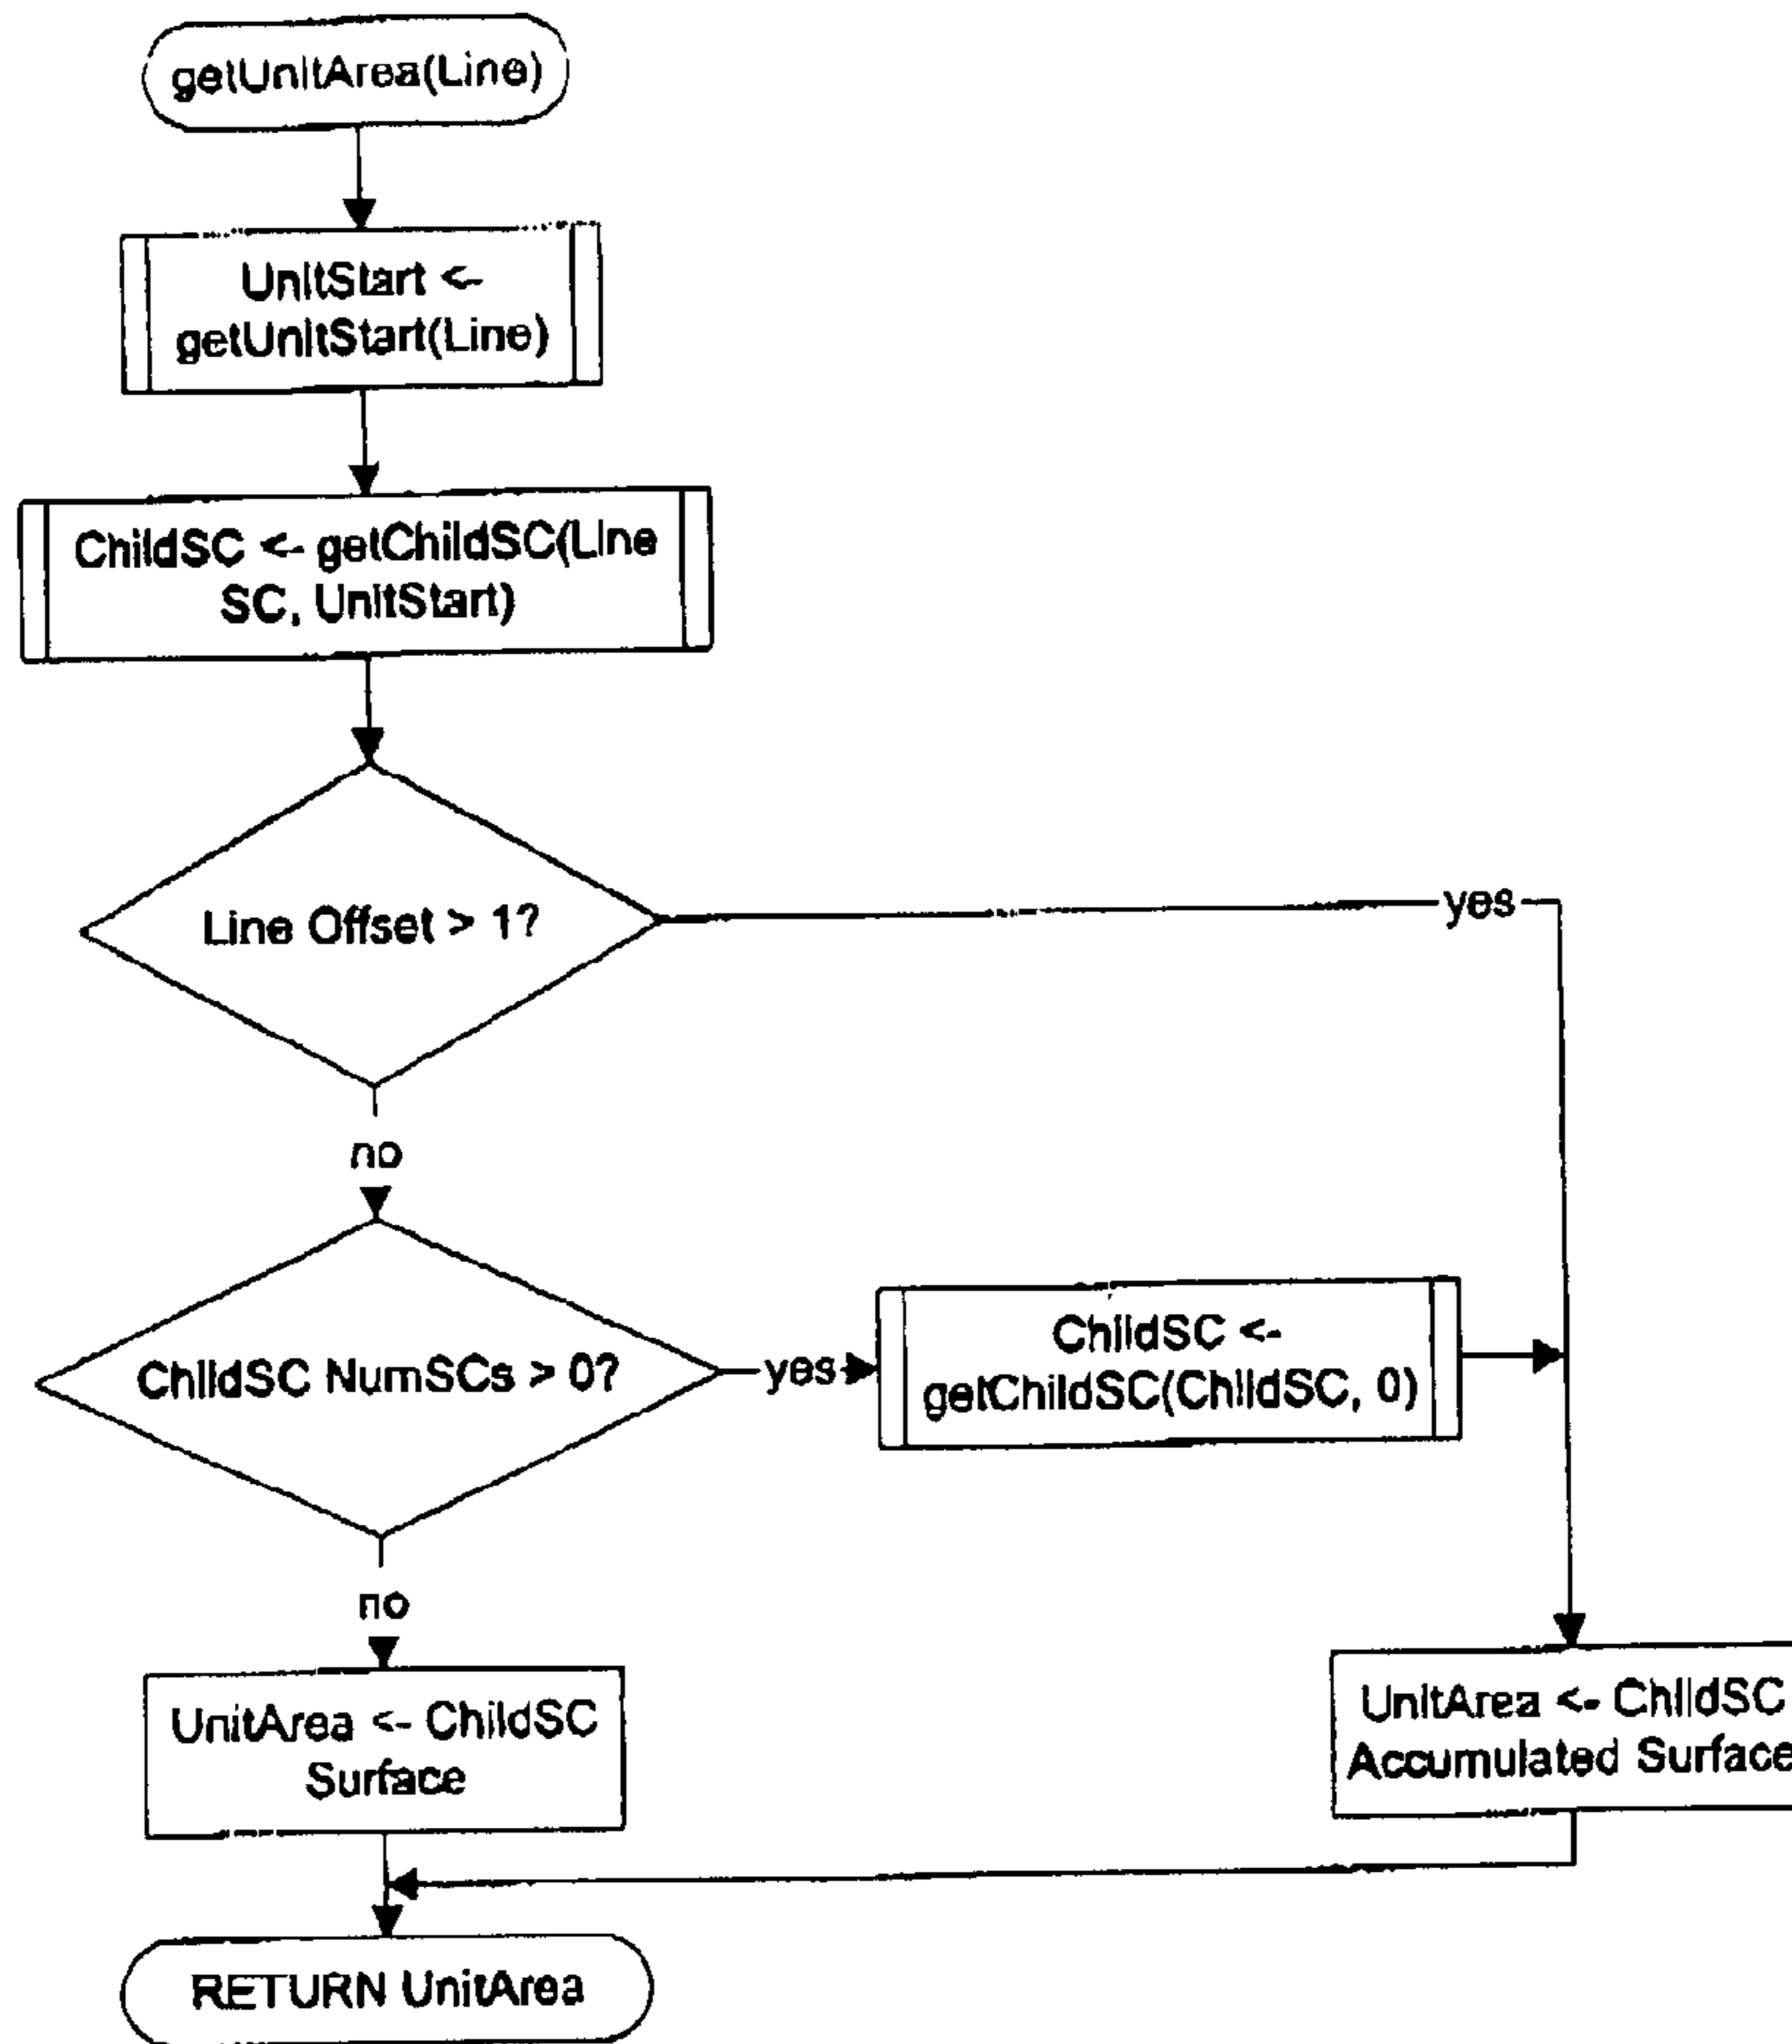 getUnitArea(Line)
UnitStart <-
getUnitStart(Line)
ChildSC <- getChildSC(Line
SC, UnitStart)
Line Offset > 1?
yes
no
ChildSC NumSCs > 0?
yes
ChildSC <-
getChildSC(ChildSC, 0)
no
UnitArea <- ChildSC
Surface
UnitArea <- ChildSC
Accumulated Surface
RETURN UnitArea